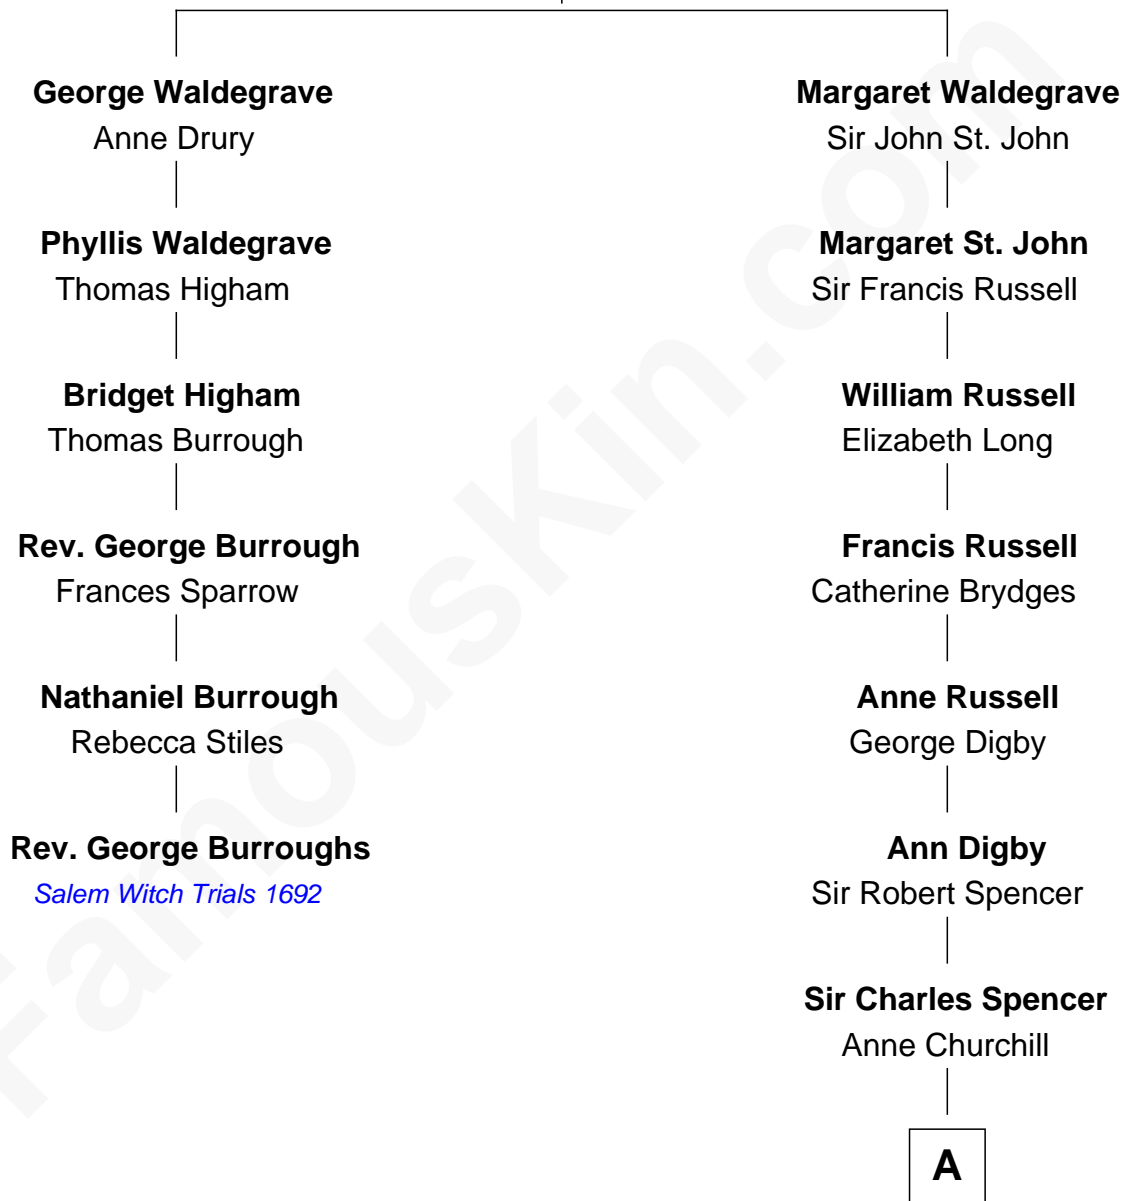 George Waldegrave
Anne Drury
Phyllis Waldegrave
Thomas Higham
Bridget Higham
Thomas Burrough
Rev. George Burrough
Frances Sparrow
Nathaniel Burrough
Rebecca Stiles
Rev. George Burroughs
Salem Witch Trials 1692
Margaret Waldegrave
Sir John St. John
Margaret St. John
Sir Francis Russell
William Russell
Elizabeth Long
Francis Russell
Catherine Brydges
Anne Russell
George Digby
Ann Digby
Sir Robert Spencer
Sir Charles Spencer
Anne Churchill
A
FamousKin.com